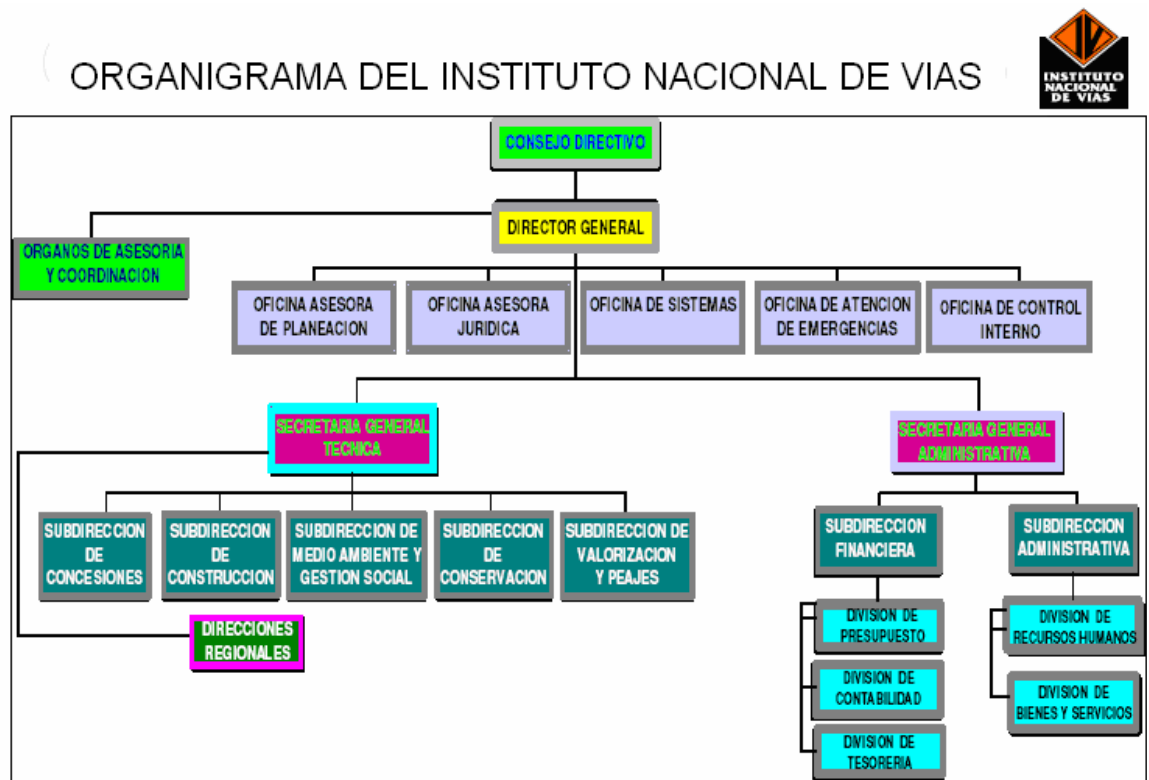 ORGANIGRAMA DEL INSTITUTO NACIONAL DE VIAS
INSTITUTO
NACIONAL
DE VIAS
CONSEJO DIRECTIVO
DIRECTOR GENERAL
ORGANOS DE ASESORIA
Y COORDINACION
OFICINA ASESORA
DE PLANEACION
OFICINA ASESORA
JURIDICA
OFICINA DE SISTEMAS
OFICINA DE ATENCION
DE EMERGENCIAS
OFICINA DE CONTROL
INTERNO
SECRETARIA GENERAL
TECNICA
SECRETARIA GENERAL
ADMINISTRATIVA
SUBDIRECCION
DE
CONCESIONES
SUBDIRECCION
DE
CONSTRUCCION
SUBDIRECCION DE
MEDIO AMBIENTE Y
GESTION SOCIAL
SUBDIRECCION
DE
CONSERVACION
SUBDIRECCION DE
VALORIZACION
Y PEAJES
SUBDIRECCION
FINANCIERA
SUBDIRECCION
ADMINISTRATIVA
DIRECCIONES
REGIONALES
DIVISION DE
PRESUPUESTO
DIVISION DE
RECURSOS HUMANOS
DIVISION DE
CONTABILIDAD
DIVISION DE
BIENES Y SERVICIOS
DIVISION DE
TESORERIA